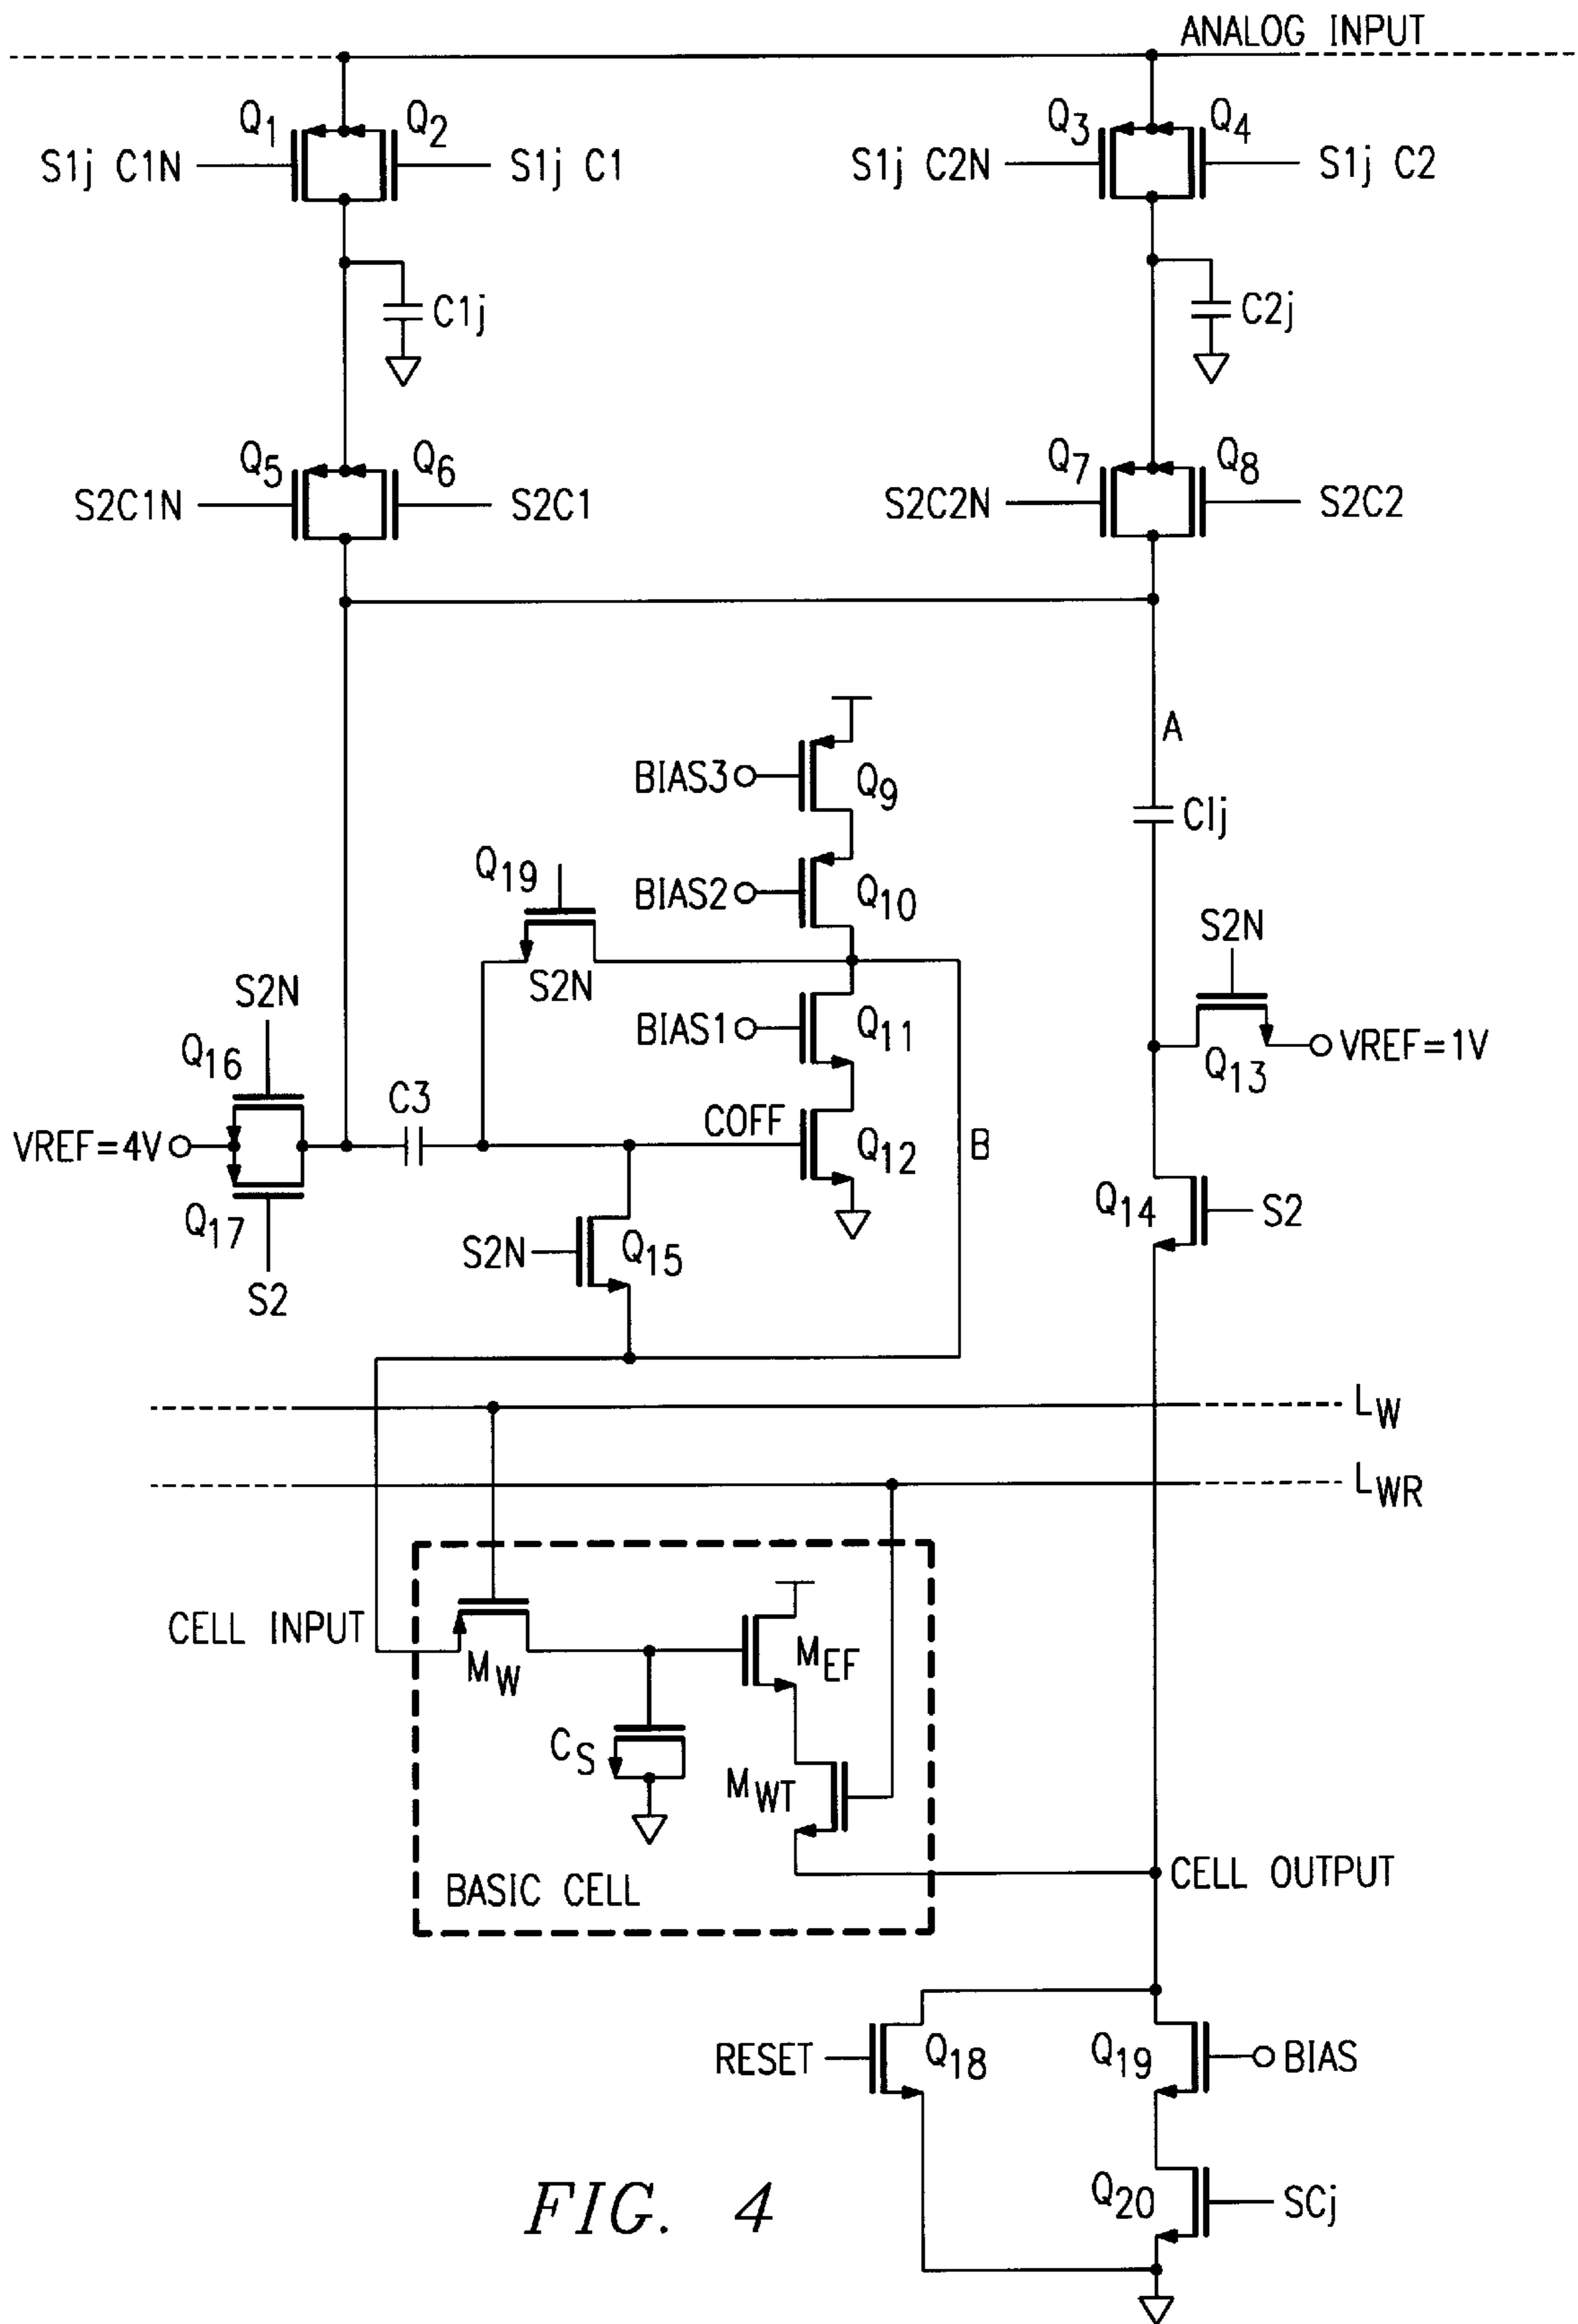 ANALOG INPUT
Q1 Q2 Q3 Q4
S1j C1N S1j C1 S1j C2N S1j C2
C1j C2j
Q5 Q6 Q7 Q8
S2C1N S2C1 S2C2N S2C2
A
BIAS3 Q9
CIj
Q19 BIAS2 Q10
S2N
S2N S2N
BIAS1 Q11
Q16 VREF=1V
Q13
C3 COFF
VREF=4V Q12 B
Q17 Q14 S2
S2N Q15
S2
LW
LWR
CELL INPUT
MW MEF
CS
MWT
CELL OUTPUT
BASIC CELL
RESET Q18 Q19 BIAS
Q20 SCj
FIG. 4